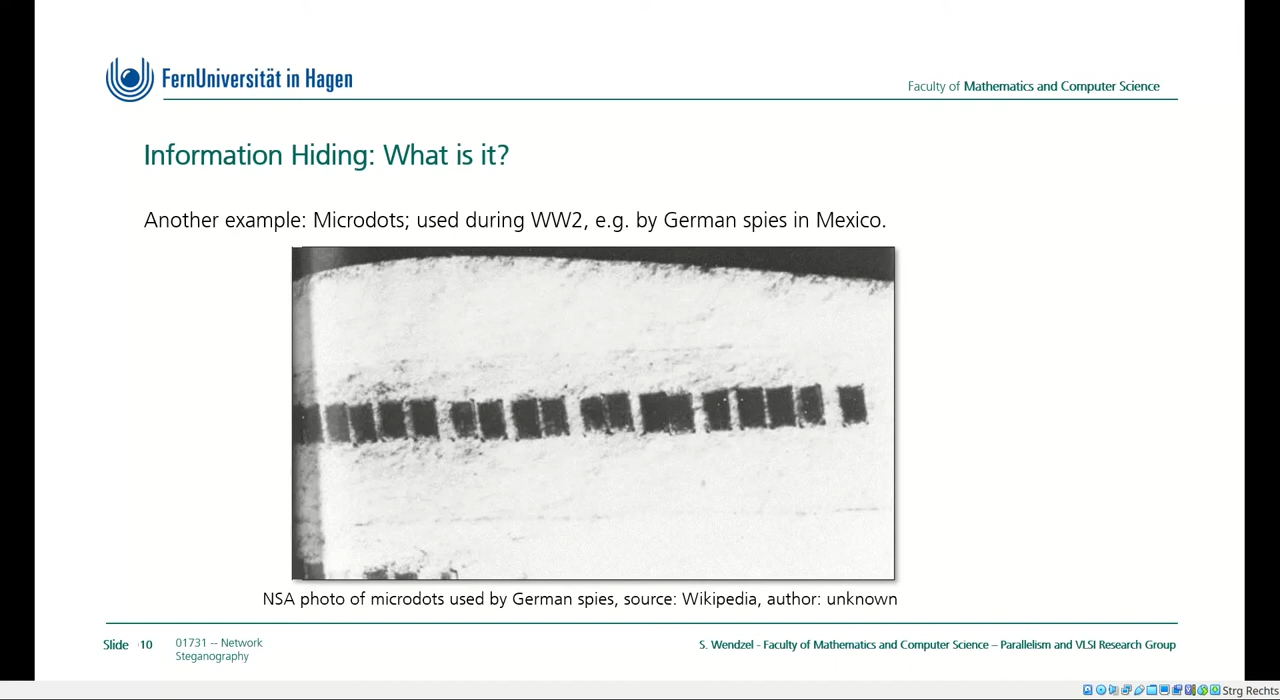 FernUniversität in Hagen
Faculty of Mathematics and Computer Science
Information Hiding: What is it?
Another example: Microdots; used during WW2, e.g. by German spies in Mexico.
NSA photo of microdots used by German spies, source: Wikipedia, author: unknown
Slide 10
01731 -- Network
Steganography
S. Wendzel - Faculty of Mathematics and Computer Science – Parallelism and VLSI Research Group
Strg Rechts